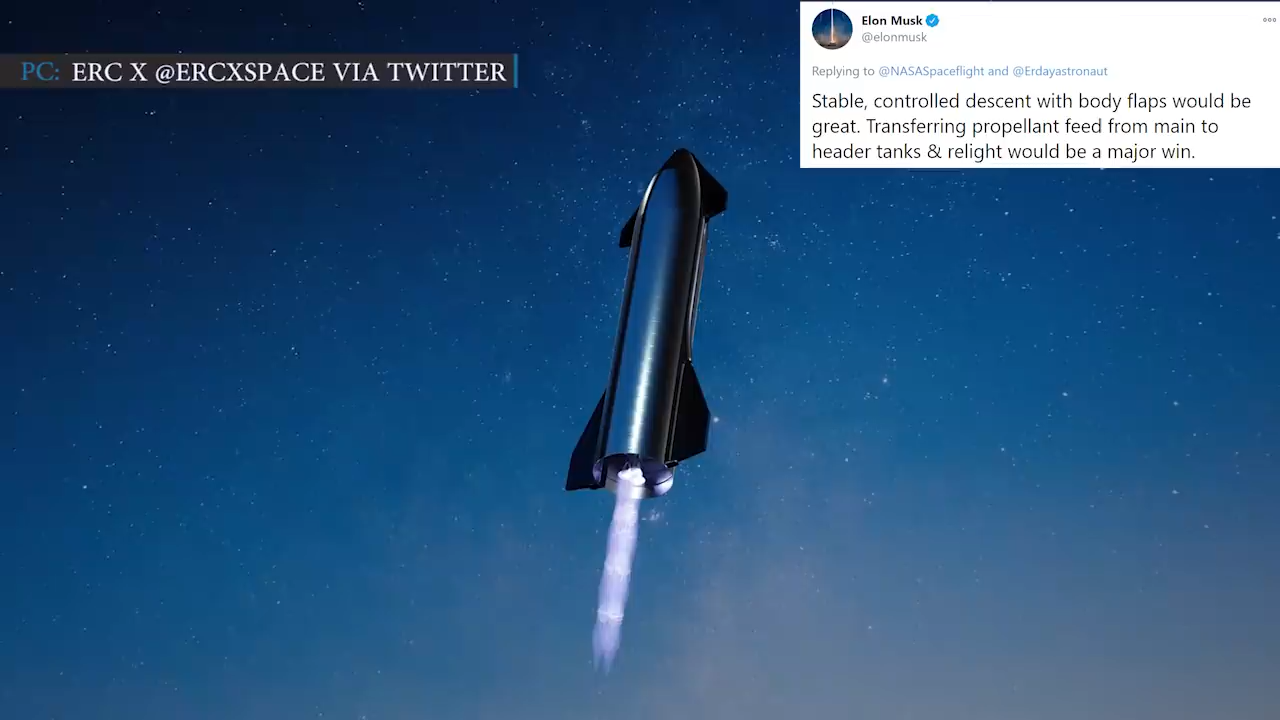 PC: ERC X @ERCXSPACE VIA TWITTER
Elon Musk
@elonmusk
Replying to @NASASpaceflight and @Erdayastronaut
Stable, controlled descent with body flaps would be
great. Transferring propellant feed from main to
header tanks & relight would be a major win.